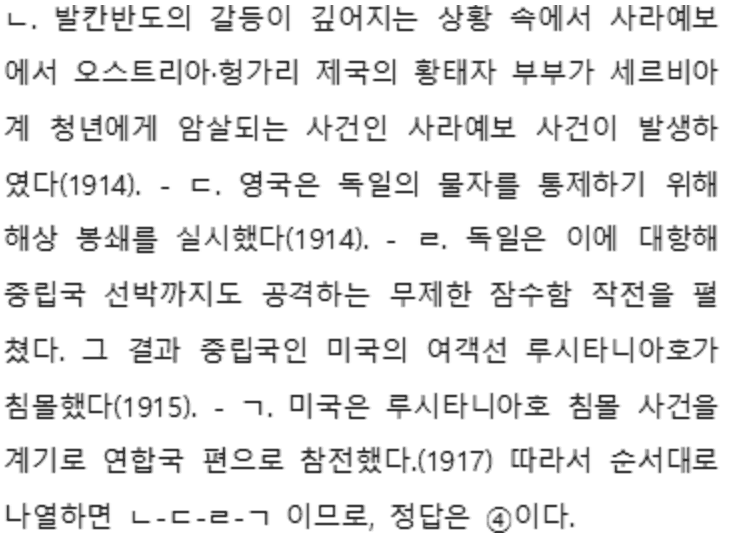 ㄴ. 발칸반도의 갈등이 깊어지는 상황 속에서 사라예보
에서 오스트리아·헝가리 제국의 황태자 부부가 세르비아
계 청년에게 암살되는 사건인 사라예보 사건이 발생하
였다(1914). - ㄷ. 영국은 독일의 물자를 통제하기 위해
해상 봉쇄를 실시했다(1914). - ㄹ. 독일은 이에 대항해
중립국 선박까지도 공격하는 무제한 잠수함 작전을 펼
쳤다. 그 결과 중립국인 미국의 여객선 루시타니아호가
침몰했다(1915). - ㄱ. 미국은 루시타니아호 침몰 사건을
계기로 연합국 편으로 참전했다.(1917) 따라서 순서대로
나열하면 ㄴ-ㄷ-ㄹ-ㄱ 이므로, 정답은 ④이다.